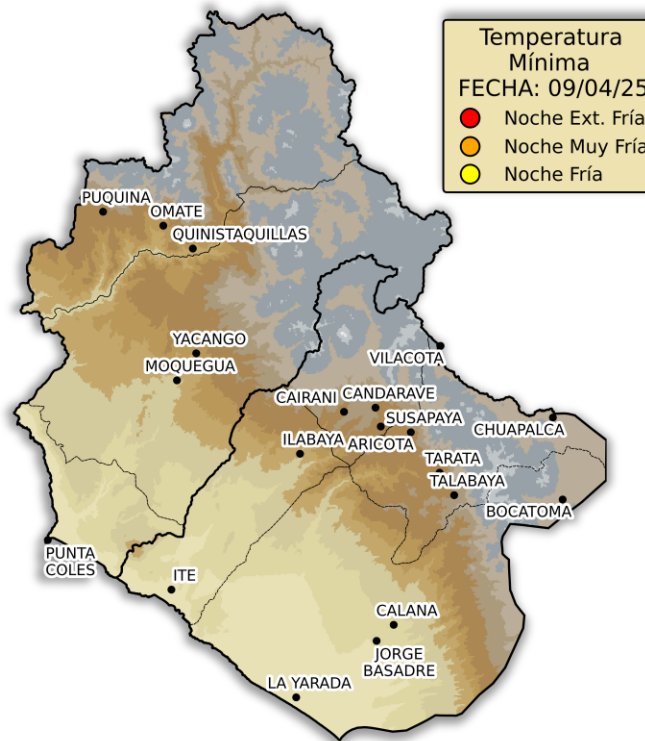 Temperatura
Mínima
FECHA: 09/04/25
Noche Ext. Fría
Noche Muy Fría
Noche Fría
PUQUINA
OMATE
QUINISTAQUILLAS
YACANGO
MOQUEGUA
VILACOTA
CAIRANI
CANDARAVE
SUSAPAYA
CHUAPALCA
ILABAYA
ARICOTA
TARATA
TALABAYA
BOCATOMA
PUNTA
COLES
ITE
CALANA
JORGE
BASADRE
LA YARADA